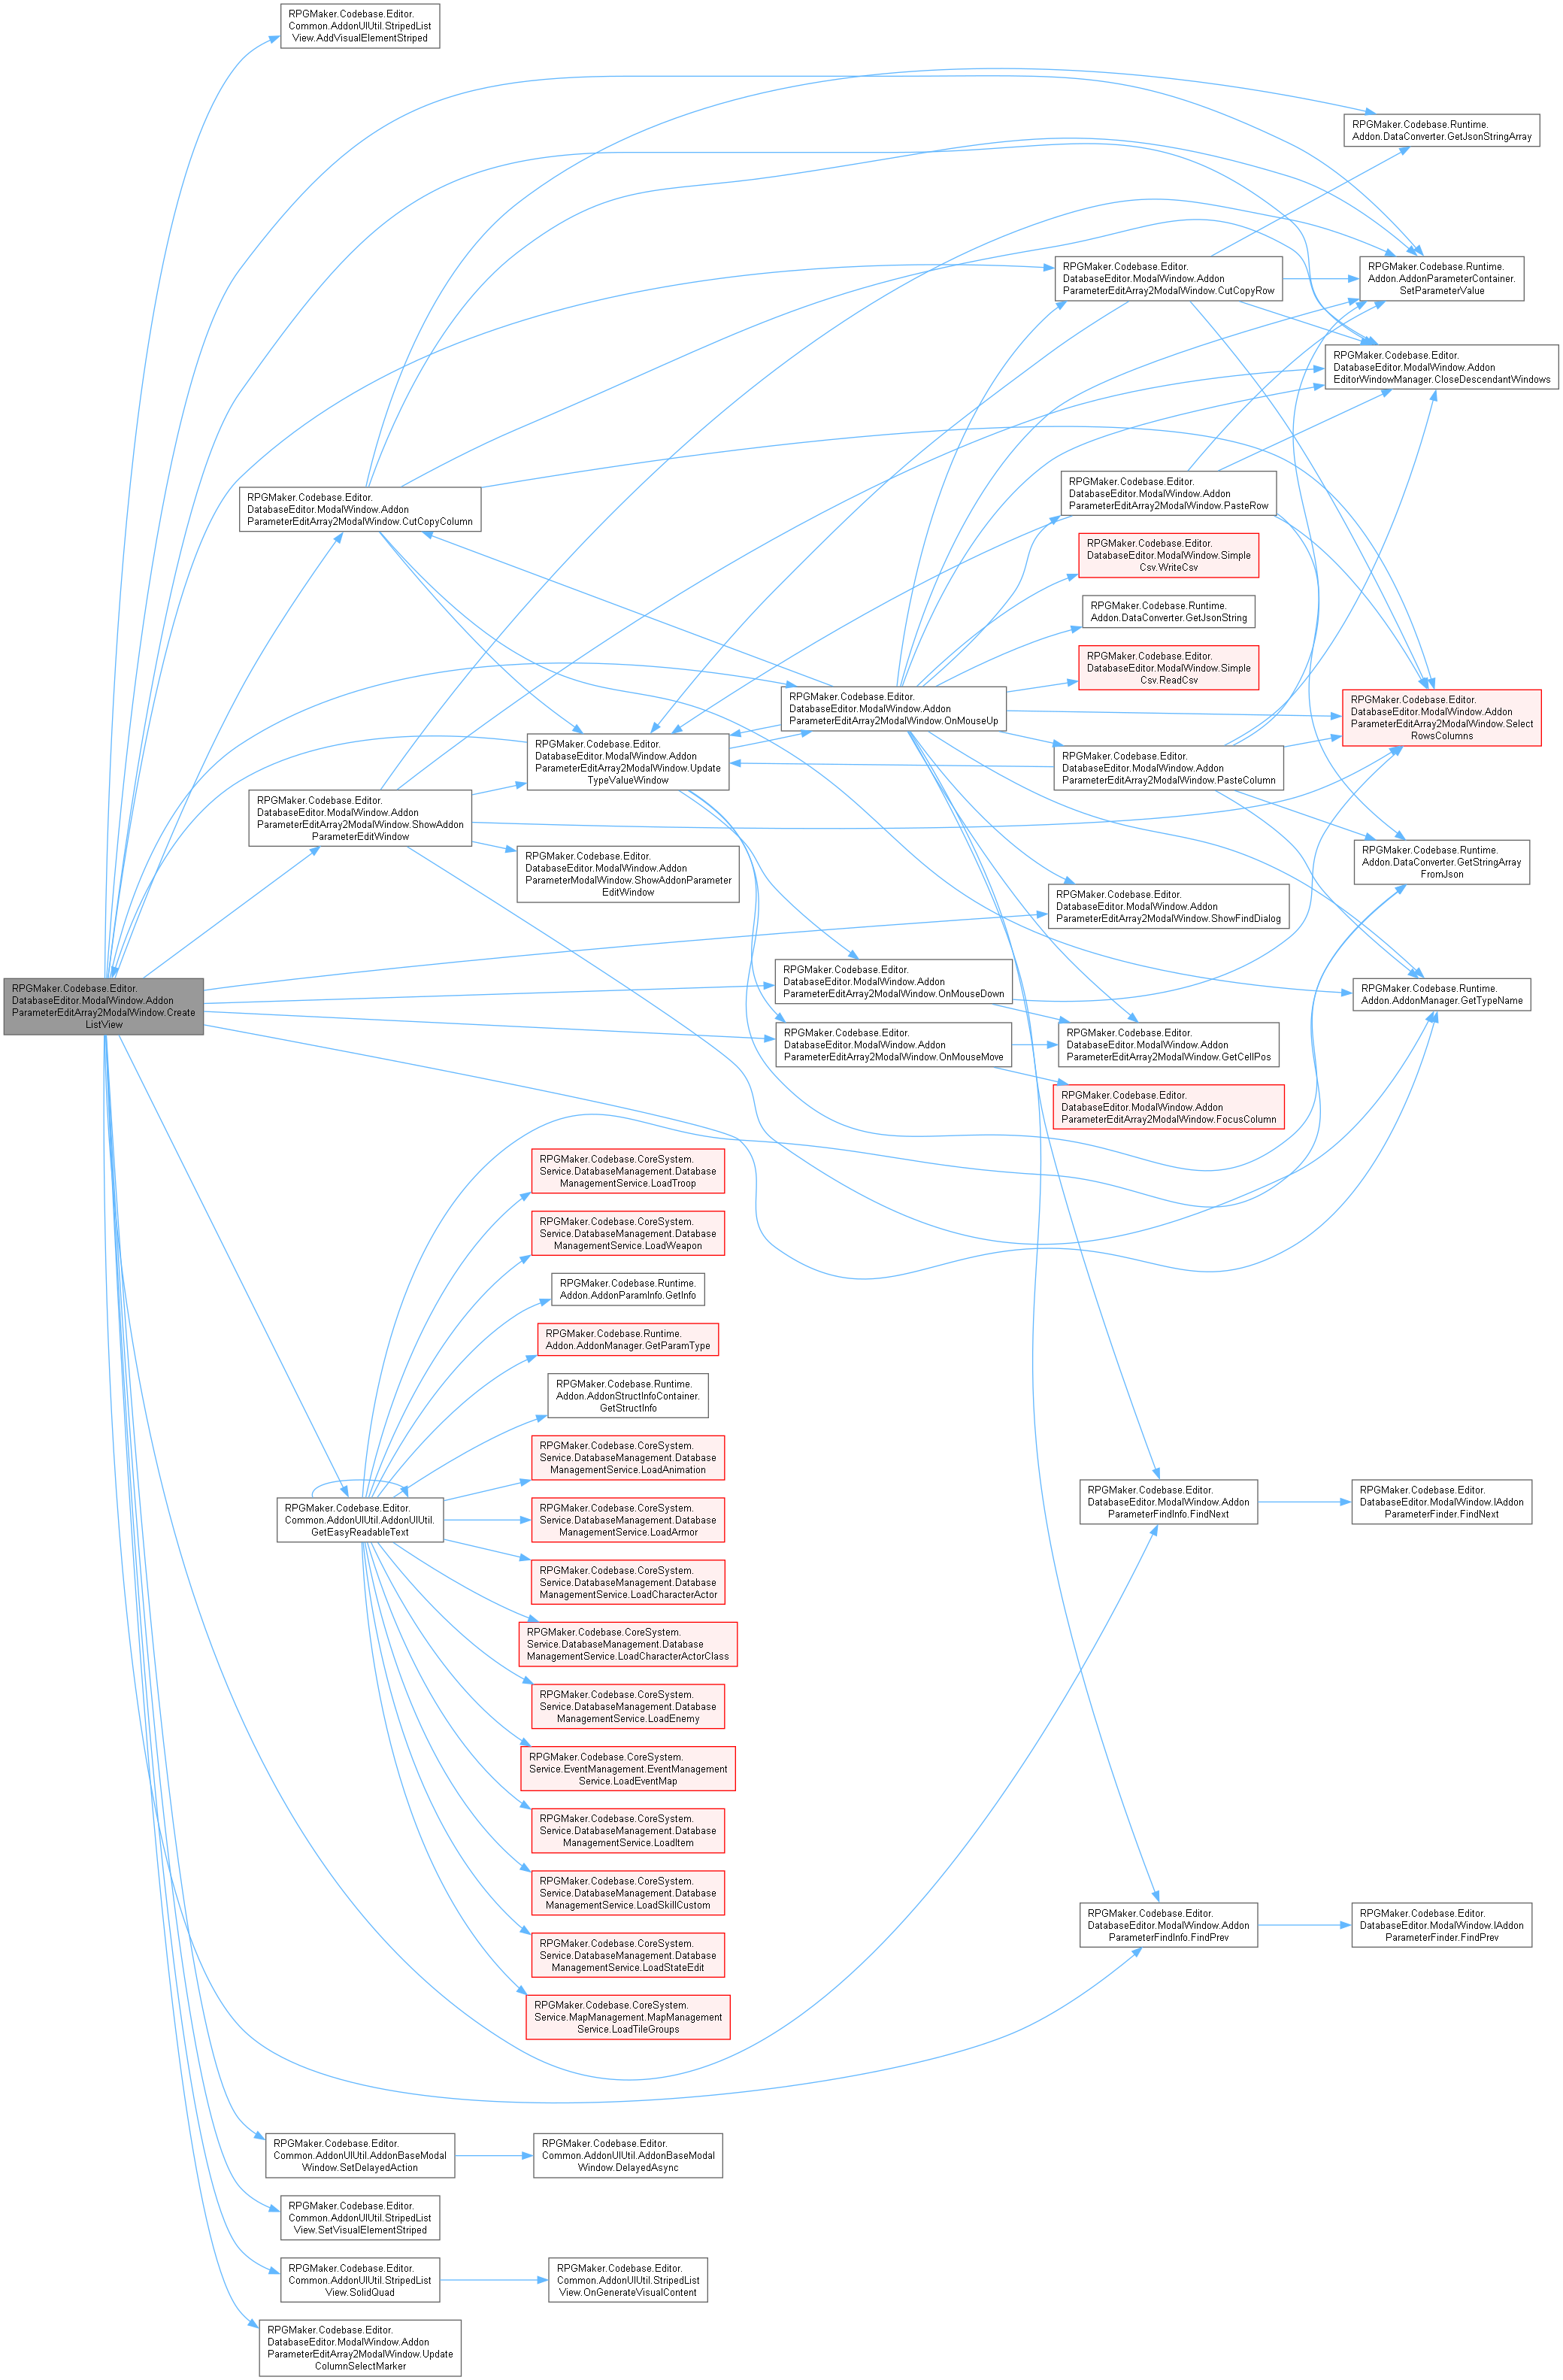 RPGMaker.Codebase.Editor.
Common.AddonUIUtil.StripedList
View.AddVisualElementStriped
RPGMaker.Codebase.Runtime.
Addon.DataConverter.GetJsonStringArray
RPGMaker.Codebase.Editor.
DatabaseEditor.ModalWindow.Addon
ParameterEditArray2ModalWindow.CutCopyRow
RPGMaker.Codebase.Runtime.
Addon.AddonParameterContainer.
SetParameterValue
RPGMaker.Codebase.Editor.
DatabaseEditor.ModalWindow.Addon
EditorWindowManager.CloseDescendantWindows
RPGMaker.Codebase.Editor.
DatabaseEditor.ModalWindow.Addon
ParameterEditArray2ModalWindow.CutCopyColumn
RPGMaker.Codebase.Editor.
DatabaseEditor.ModalWindow.Addon
ParameterEditArray2ModalWindow.PasteRow
RPGMaker.Codebase.Editor.
DatabaseEditor.ModalWindow.Simple
Csv.WriteCsv
RPGMaker.Codebase.Runtime.
Addon.DataConverter.GetJsonString
RPGMaker.Codebase.Editor.
DatabaseEditor.ModalWindow.Simple
Csv.ReadCsv
RPGMaker.Codebase.Editor.
DatabaseEditor.ModalWindow.Addon
ParameterEditArray2ModalWindow.OnMouseUp
RPGMaker.Codebase.Editor.
DatabaseEditor.ModalWindow.Addon
ParameterEditArray2ModalWindow.Select
RowsColumns
RPGMaker.Codebase.Editor.
DatabaseEditor.ModalWindow.Addon
ParameterEditArray2ModalWindow.Update
TypeValueWindow
RPGMaker.Codebase.Editor.
DatabaseEditor.ModalWindow.Addon
ParameterEditArray2ModalWindow.PasteColumn
RPGMaker.Codebase.Editor.
DatabaseEditor.ModalWindow.Addon
ParameterEditArray2ModalWindow.ShowAddon
ParameterEditWindow
RPGMaker.Codebase.Editor.
DatabaseEditor.ModalWindow.Addon
ParameterModalWindow.ShowAddonParameter
EditWindow
RPGMaker.Codebase.Runtime.
Addon.DataConverter.GetStringArray
FromJson
RPGMaker.Codebase.Editor.
DatabaseEditor.ModalWindow.Addon
ParameterEditArray2ModalWindow.ShowFindDialog
RPGMaker.Codebase.Editor.
DatabaseEditor.ModalWindow.Addon
ParameterEditArray2ModalWindow.OnMouseDown
RPGMaker.Codebase.Runtime.
Addon.AddonManager.GetTypeName
RPGMaker.Codebase.Editor.
DatabaseEditor.ModalWindow.Addon
ParameterEditArray2ModalWindow.Create
ListView
RPGMaker.Codebase.Editor.
DatabaseEditor.ModalWindow.Addon
ParameterEditArray2ModalWindow.OnMouseMove
RPGMaker.Codebase.Editor.
DatabaseEditor.ModalWindow.Addon
ParameterEditArray2ModalWindow.GetCellPos
RPGMaker.Codebase.Editor.
DatabaseEditor.ModalWindow.Addon
ParameterEditArray2ModalWindow.FocusColumn
RPGMaker.Codebase.CoreSystem.
Service.DatabaseManagement.Database
ManagementService.LoadTroop
RPGMaker.Codebase.CoreSystem.
Service.DatabaseManagement.Database
ManagementService.LoadWeapon
RPGMaker.Codebase.Runtime.
Addon.AddonParamInfo.GetInfo
RPGMaker.Codebase.Runtime.
Addon.AddonManager.GetParamType
RPGMaker.Codebase.Runtime.
Addon.AddonStructInfoContainer.
GetStructInfo
RPGMaker.Codebase.CoreSystem.
Service.DatabaseManagement.Database
ManagementService.LoadAnimation
RPGMaker.Codebase.Editor.
Common.AddonUIUtil.AddonUIUtil.
GetEasyReadableText
RPGMaker.Codebase.CoreSystem.
Service.DatabaseManagement.Database
ManagementService.LoadArmor
RPGMaker.Codebase.Editor.
DatabaseEditor.ModalWindow.Addon
ParameterFindInfo.FindNext
RPGMaker.Codebase.Editor.
DatabaseEditor.ModalWindow.IAddon
ParameterFinder.FindNext
RPGMaker.Codebase.CoreSystem.
Service.DatabaseManagement.Database
ManagementService.LoadCharacterActor
RPGMaker.Codebase.CoreSystem.
Service.DatabaseManagement.Database
ManagementService.LoadCharacterActorClass
RPGMaker.Codebase.CoreSystem.
Service.DatabaseManagement.Database
ManagementService.LoadEnemy
RPGMaker.Codebase.CoreSystem.
Service.EventManagement.EventManagement
Service.LoadEventMap
RPGMaker.Codebase.CoreSystem.
Service.DatabaseManagement.Database
ManagementService.LoadItem
RPGMaker.Codebase.CoreSystem.
Service.DatabaseManagement.Database
ManagementService.LoadSkillCustom
RPGMaker.Codebase.CoreSystem.
Service.DatabaseManagement.Database
ManagementService.LoadStateEdit
RPGMaker.Codebase.Editor.
DatabaseEditor.ModalWindow.Addon
ParameterFindInfo.FindPrev
RPGMaker.Codebase.Editor.
DatabaseEditor.ModalWindow.IAddon
ParameterFinder.FindPrev
RPGMaker.Codebase.CoreSystem.
Service.MapManagement.MapManagement
Service.LoadTileGroups
RPGMaker.Codebase.Editor.
Common.AddonUIUtil.AddonBaseModal
Window.SetDelayedAction
RPGMaker.Codebase.Editor.
Common.AddonUIUtil.AddonBaseModal
Window.DelayedAsync
RPGMaker.Codebase.Editor.
Common.AddonUIUtil.StripedList
View.SetVisualElementStriped
RPGMaker.Codebase.Editor.
Common.AddonUIUtil.StripedList
View.SolidQuad
RPGMaker.Codebase.Editor.
Common.AddonUIUtil.StripedList
View.OnGenerateVisualContent
RPGMaker.Codebase.Editor.
DatabaseEditor.ModalWindow.Addon
ParameterEditArray2ModalWindow.Update
ColumnSelectMarker